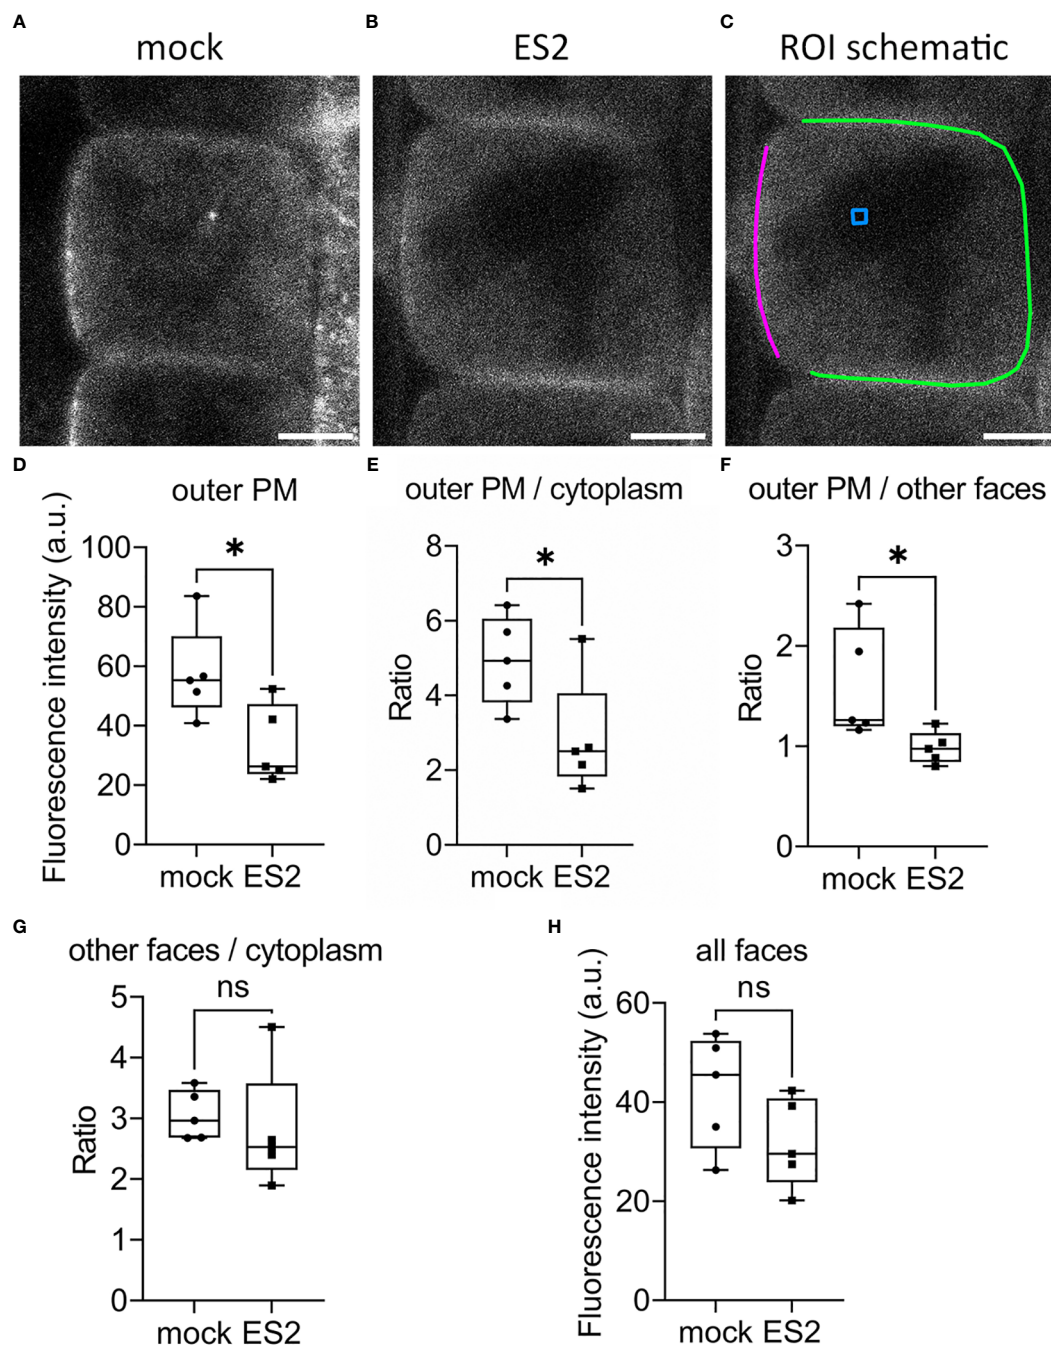 A
B
C
mock
ES2
ROI schematic
D
E
F
outer PM
outer PM / cytoplasm
outer PM / other faces
Fluorescence intensity (a.u.)
100
80
60
40
20
0
*
mock ES2
Ratio
8
6
4
2
0
*
mock ES2
Ratio
3
2
1
0
*
mock ES2
G
H
other faces / cytoplasm
all faces
Ratio
5
4
3
2
1
0
ns
mock ES2
Fluorescence intensity (a.u.)
60
40
20
0
ns
mock ES2